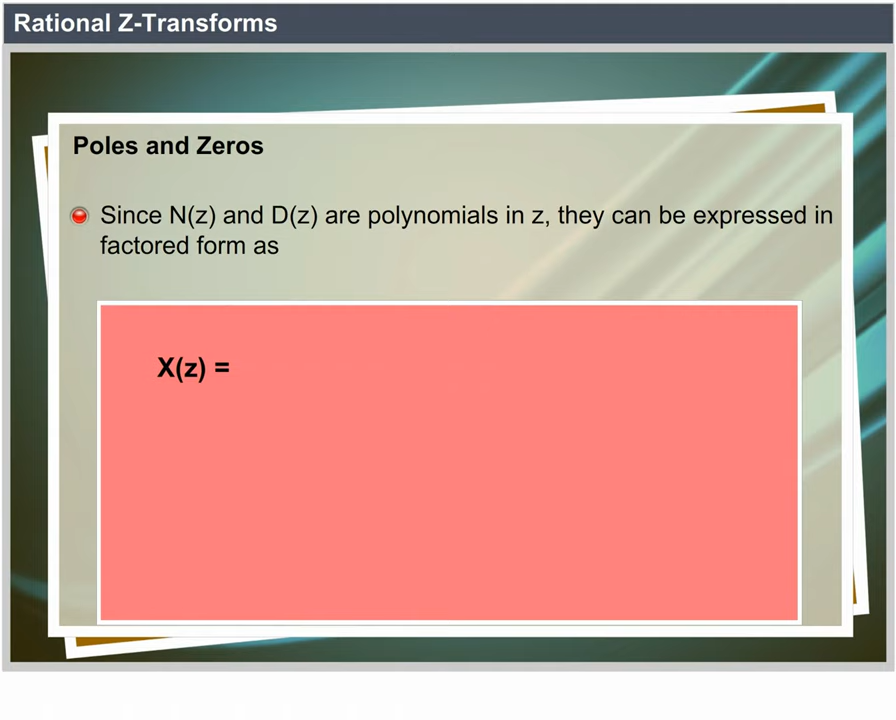 Rational Z-Transforms
Poles and Zeros
Since N(z) and D(z) are polynomials in z, they can be expressed in
factored form as
X(z) =